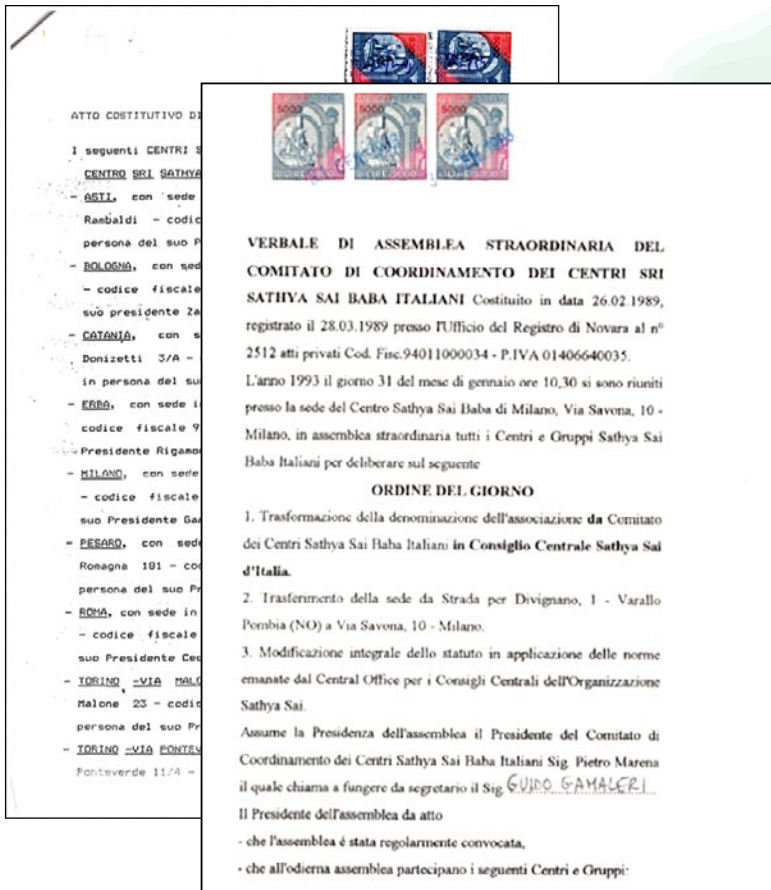 ATTO COSTITUTIVO DI
I seguenti CENTRI S
CENTRO SRI SATHYA
- ASTI, con sede
Rambaldi - codic
persona del suo P
- BOLOGNA, con sed
- codice fiscale
suo presidente Za
- CATANIA, con s
Donizetti 3/A -
in persona del su
- ERBA, con sede i
codice fiscale 9
Presidente Rigamo
- MILANO, con sede
- codice fiscale
suo Presidente Ga
- PESARO, con sed
Romagna 101 - co
persona del suo Pr
- ROMA, con sede in
- codice fiscale
suo Presidente Ced
- TORINO -VIA MALO
Malone 23 - codic
persona del suo Pr
- TORINO -VIA PONTEV
Ponteverde 11/4 -
5000 5000 5000
VERBALE DI ASSEMBLEA STRAORDINARIA DEL
COMITATO DI COORDINAMENTO DEI CENTRI SRI
SATHYA SAI BABA ITALIANI Costituito in data 26.02.1989,
registrato il 28.03.1989 presso l'Ufficio del Registro di Novara al n°
2512 atti privati Cod. Fisc.94011000034 - P.IVA 01406640035.
L'anno 1993 il giorno 31 del mese di gennaio ore 10,30 si sono riuniti
presso la sede del Centro Sathya Sai Baba di Milano, Via Savona, 10 -
Milano, in assemblea straordinaria tutti i Centri e Gruppi Sathya Sai
Baba Italiani per deliberare sul seguente
ORDINE DEL GIORNO
1. Trasformazione della denominazione dell'associazione da Comitato
dei Centri Sathya Sai Baba Italiani in Consiglio Centrale Sathya Sai
d'Italia.
2. Trasferimento della sede da Strada per Divignano, 1 - Varallo
Pombia (NO) a Via Savona, 10 - Milano.
3. Modificazione integrale dello statuto in applicazione delle norme
emanate dal Central Office per i Consigli Centrali dell'Organizzazione
Sathya Sai.
Assume la Presidenza dell'assemblea il Presidente del Comitato di
Coordinamento dei Centri Sathya Sai Baba Italiani Sig. Pietro Marena
il quale chiama a fungere da segretario il Sig. GUIDO GAMALERI
Il Presidente dell'assemblea da atto
- che l'assemblea é stata regolarmente convocata,
- che all'odierna assemblea partecipano i seguenti Centri e Gruppi: